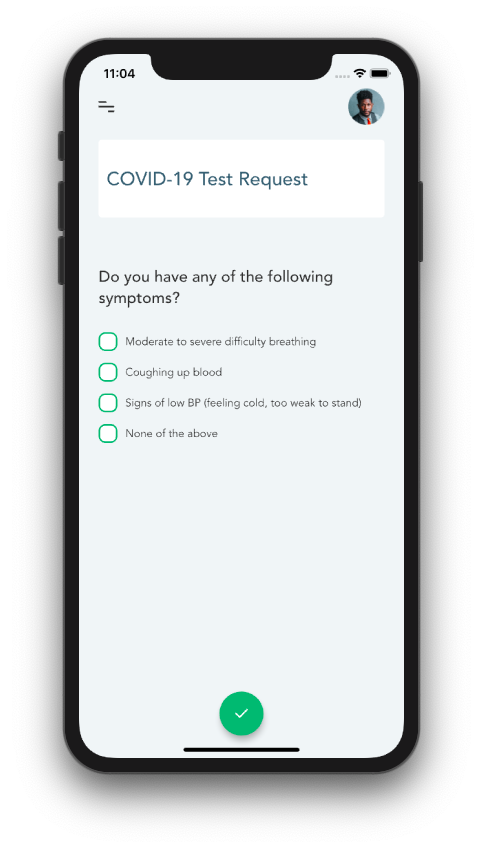 11:04
COVID-19 Test Request
Do you have any of the following
symptoms?
Moderate to severe difficulty breathing
Coughing up blood
Signs of low BP (feeling cold, too weak to stand)
None of the above